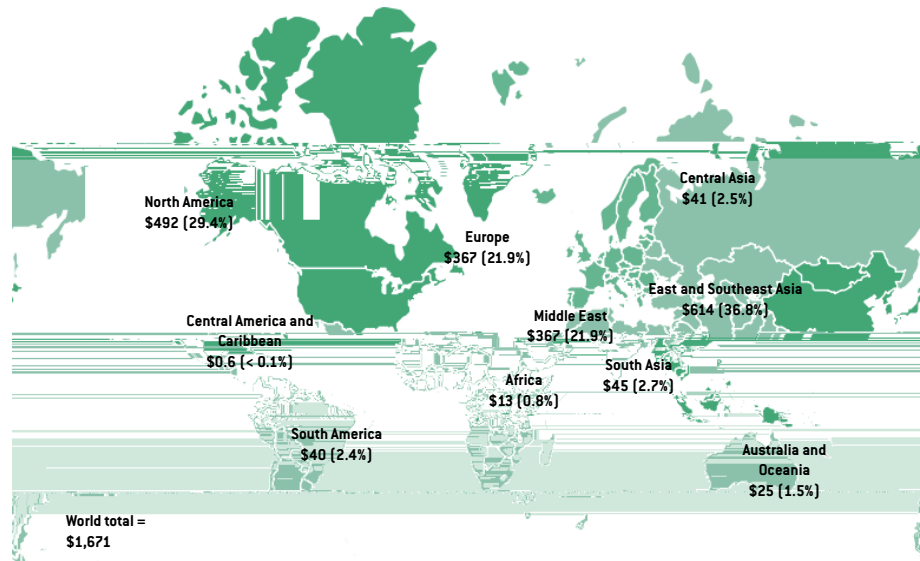 Central Asia
$41 (2.5%)
North America
$492 (29.4%)
Europe
$367 (21.9%)
East and Southeast Asia
$614 (36.8%)
Middle East
$367 (21.9%)
Central America and
Caribbean
$0.6 (< 0.1%)
South Asia
$45 (2.7%)
Africa
$13 (0.8%)
South America
$40 (2.4%)
Australia and
Oceania
$25 (1.5%)
World total =
$1,671